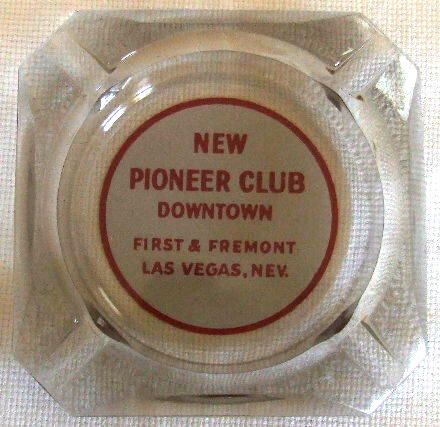 NEW
PIONEER CLUB
DOWNTOWN
FIRST & FREMONT
LAS VEGAS, NEV.